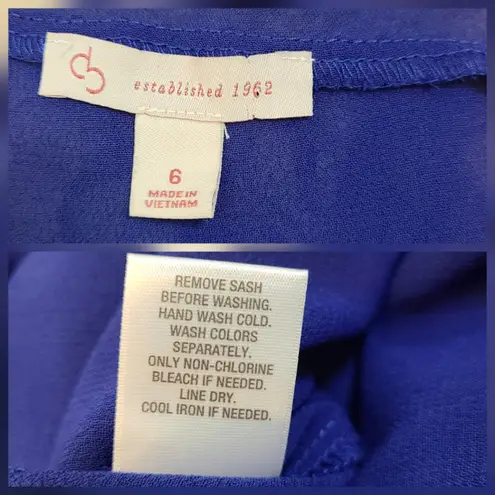 established 1962
6
MADE IN
VIETNAM
REMOVE SASH
BEFORE WASHING.
HAND WASH COLD.
WASH COLORS
SEPARATELY.
ONLY NON-CHLORINE
BLEACH IF NEEDED.
LINE DRY.
COOL IRON IF NEEDED.